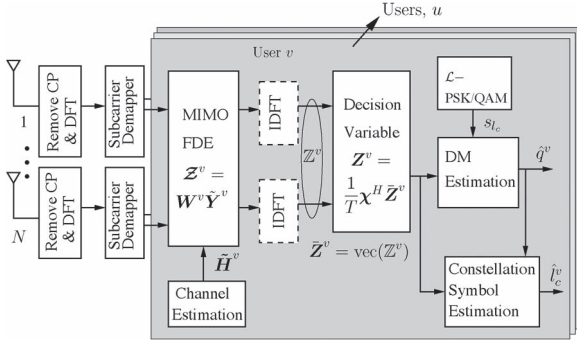 Users, u
User v
Remove CP & DFT
Subcarrier Demapper
1
N
Remove CP & DFT
Subcarrier Demapper
MIMO
FDE
𝓩^v =
W^v Ỹ^v
H̃^v
Channel
Estimation
IDFT
IDFT
ℤ^v
Z̄^v = vec(ℤ^v)
Decision
Variable
Z^v =
1/T χ^H Z̄^v
ℒ−
PSK/QAM
s_{l_c}
DM
Estimation
q̂^v
Constellation
Symbol
Estimation
l̂_c^v